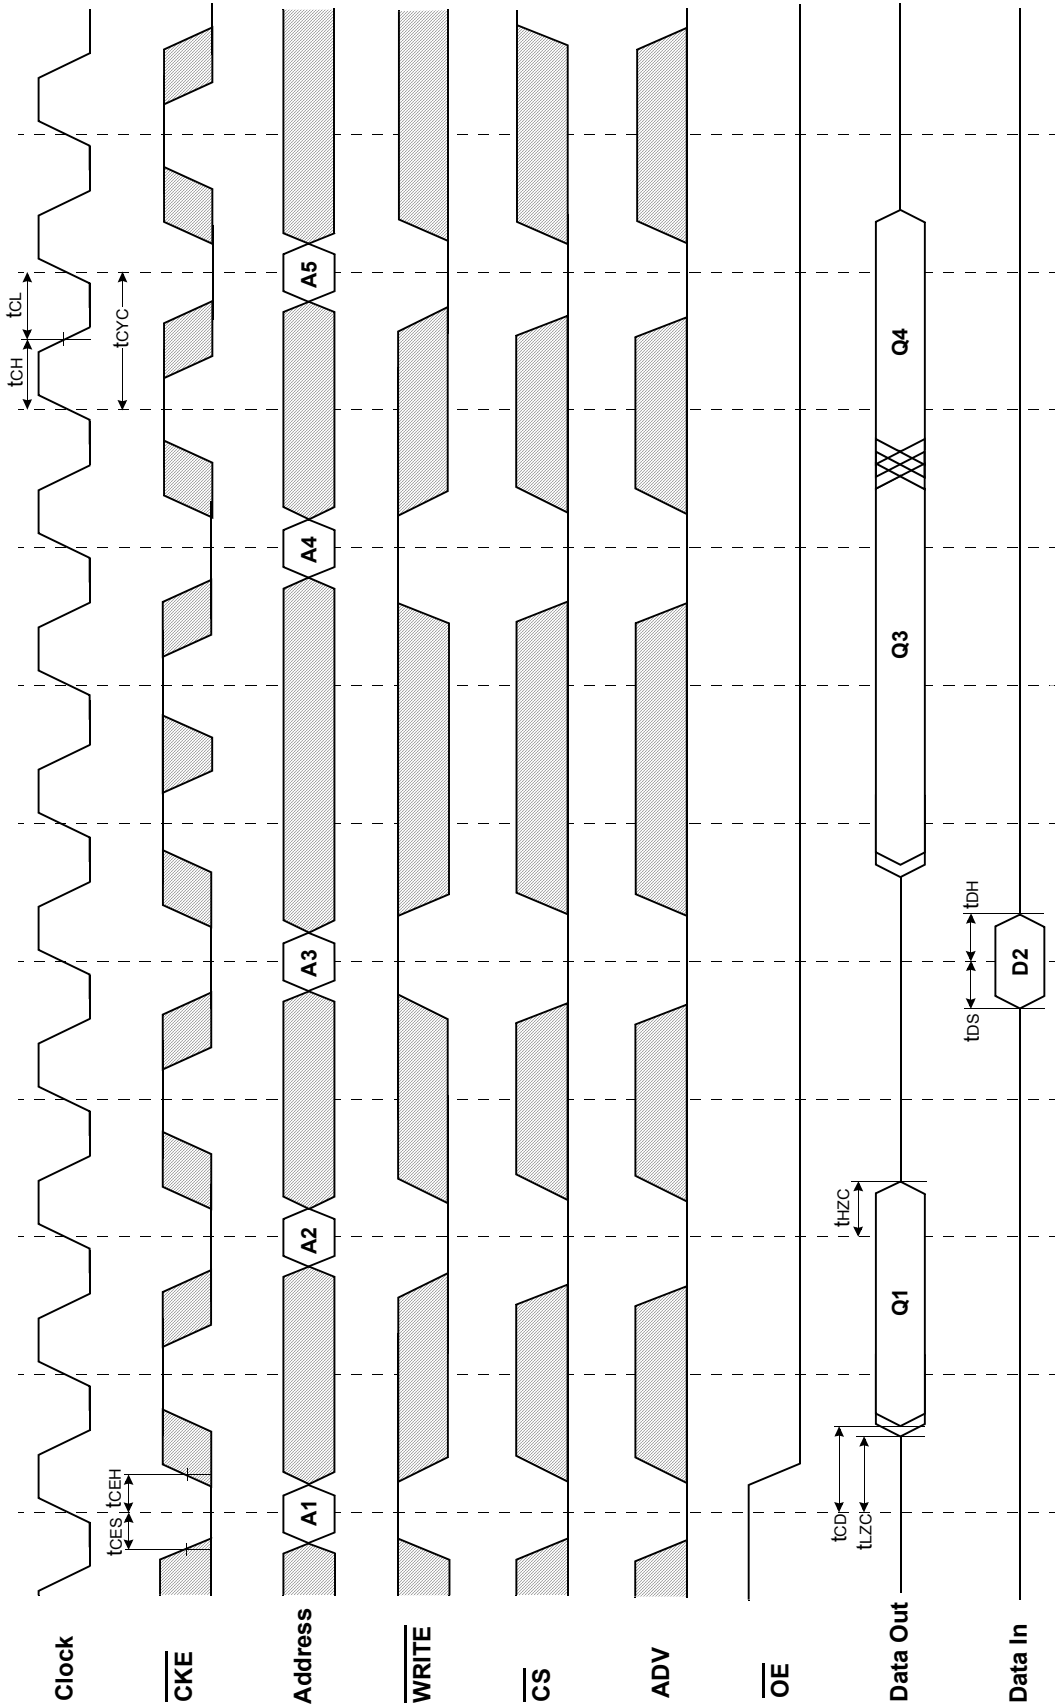 Clock
tCH
tCL
tCES
tCEH
tCYC
CKE
Address
A1
A2
A3
A4
A5
WRITE
CS
ADV
OE
tCD
tLZC
tHZC
Data Out
Q1
Q3
Q4
tDS
tDH
Data In
D2